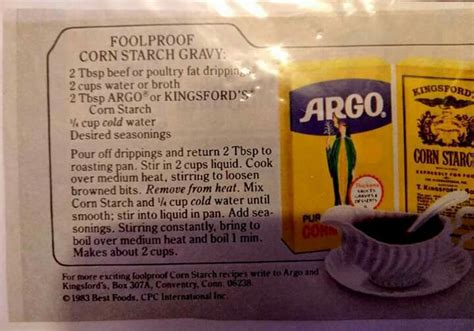 FOOLPROOF
CORN STARCH GRAVY:
2 Tbsp beef or poultry fat dripping
2 cups water or broth
2 Tbsp ARGO® or KINGSFORD'S®
Corn Starch
¼ cup cold water
Desired seasonings
Pour off drippings and return 2 Tbsp to
roasting pan. Stir in 2 cups liquid. Cook
over medium heat, stirring to loosen
browned bits. Remove from heat. Mix
Corn Starch and ¼ cup cold water until
smooth; stir into liquid in pan. Add sea-
sonings. Stirring constantly, bring to
boil over medium heat and boil 1 min.
Makes about 2 cups.
For more exciting foolproof Corn Starch recipes write to Argo and
Kingsford's, Box 307A, Coventry, Conn. 06238
© 1983 Best Foods, CPC International Inc.
ARGO
PUR
CORN
KINGSFORD'
CORN STARC